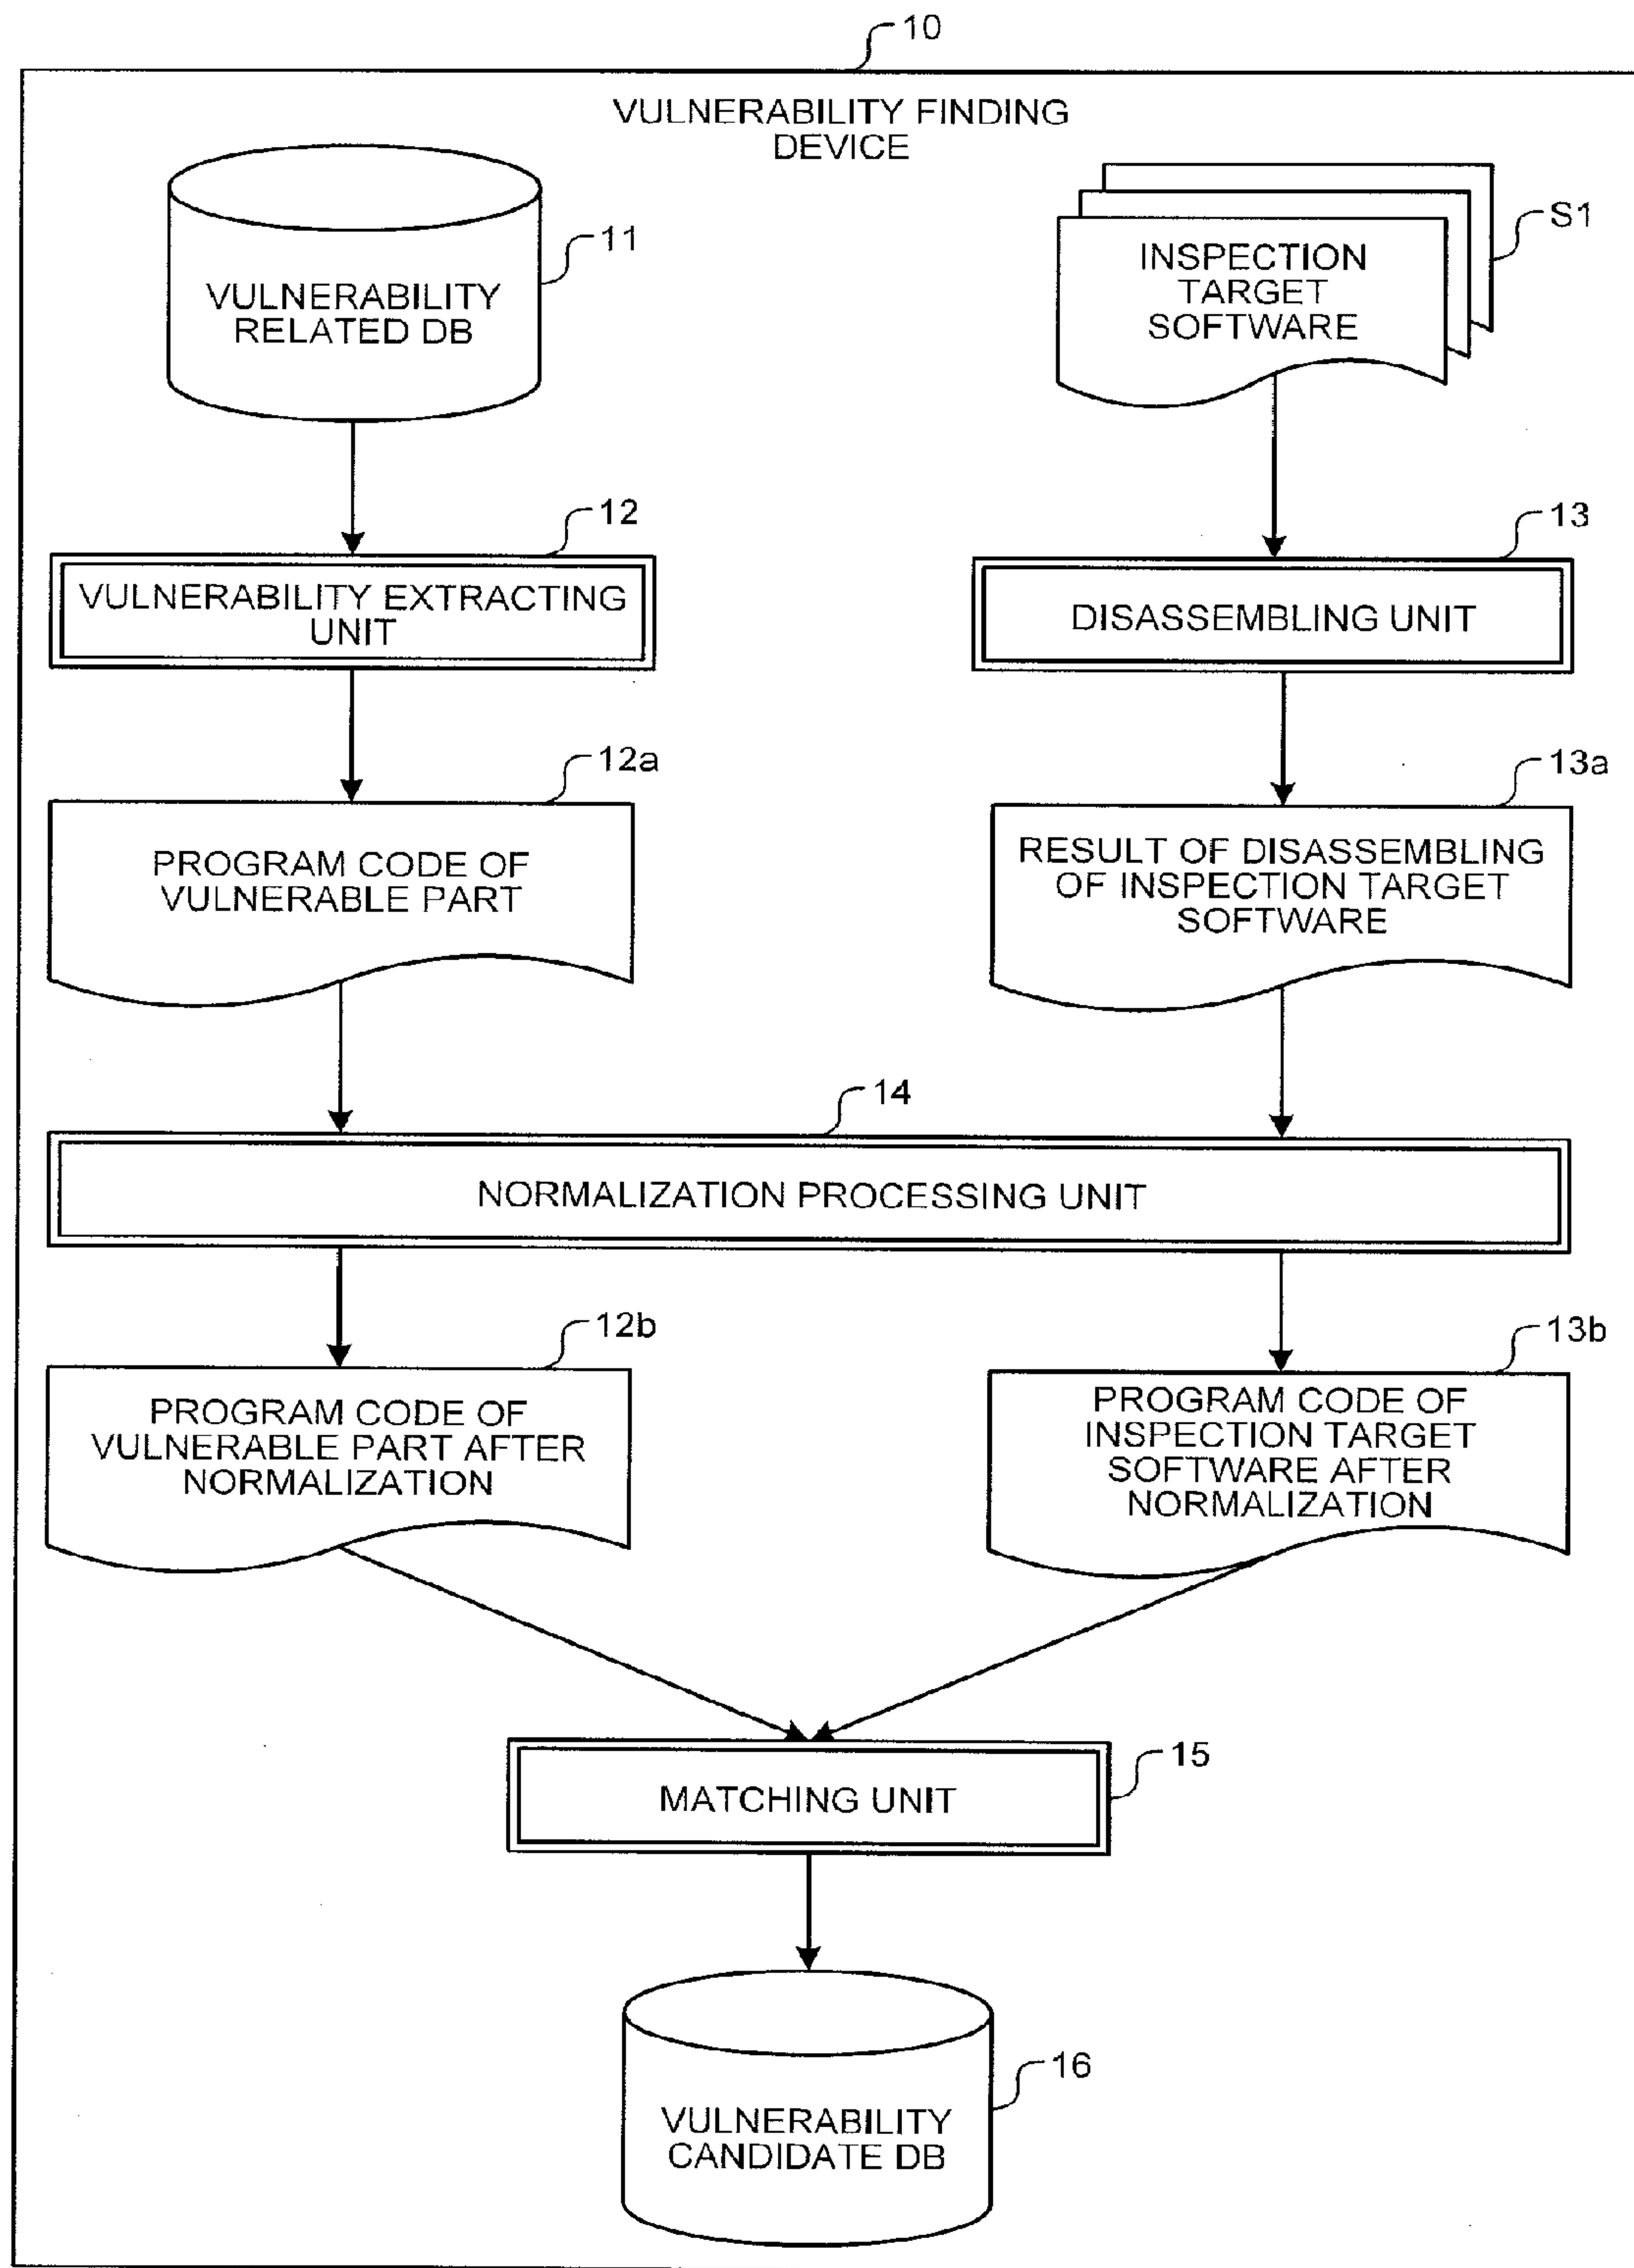 10
VULNERABILITY FINDING
DEVICE
11
VULNERABILITY
RELATED DB
S1
INSPECTION
TARGET
SOFTWARE
12
VULNERABILITY EXTRACTING
UNIT
13
DISASSEMBLING UNIT
12a
PROGRAM CODE OF
VULNERABLE PART
13a
RESULT OF DISASSEMBLING
OF INSPECTION TARGET
SOFTWARE
14
NORMALIZATION PROCESSING UNIT
12b
PROGRAM CODE OF
VULNERABLE PART AFTER
NORMALIZATION
13b
PROGRAM CODE OF
INSPECTION TARGET
SOFTWARE AFTER
NORMALIZATION
15
MATCHING UNIT
16
VULNERABILITY
CANDIDATE DB